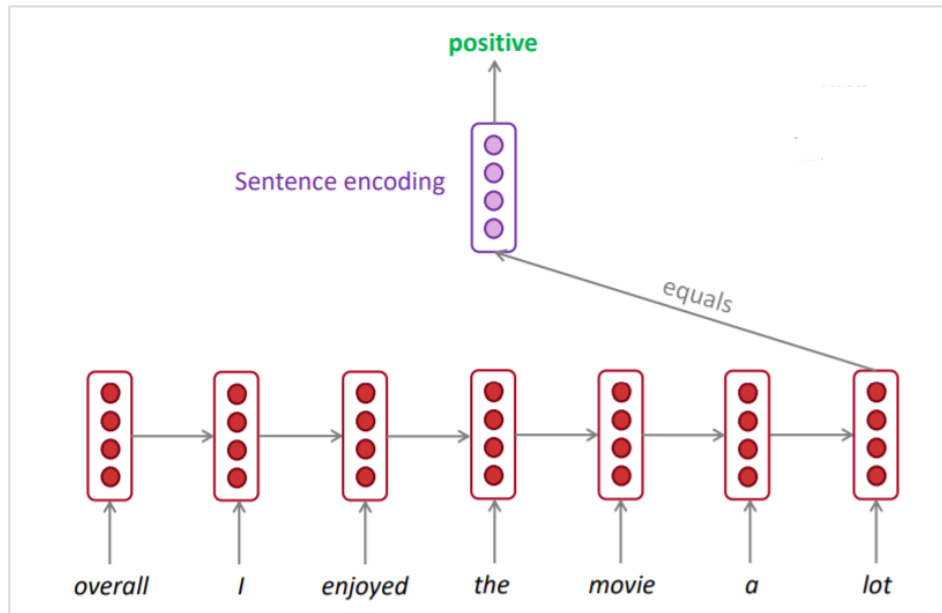 positive
Sentence encoding
equals
overall I enjoyed the movie a lot